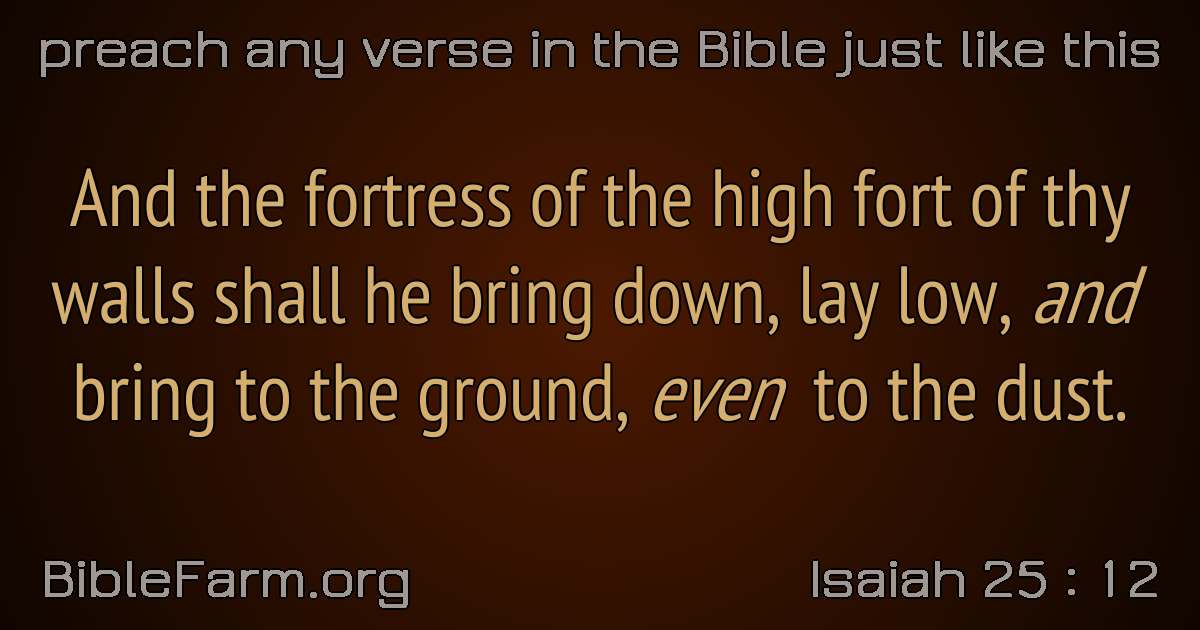 preach any verse in the Bible just like this
And the fortress of the high fort of thy
walls shall he bring down, lay low, and
bring to the ground, even to the dust.
BibleFarm.org
Isaiah 25 : 12